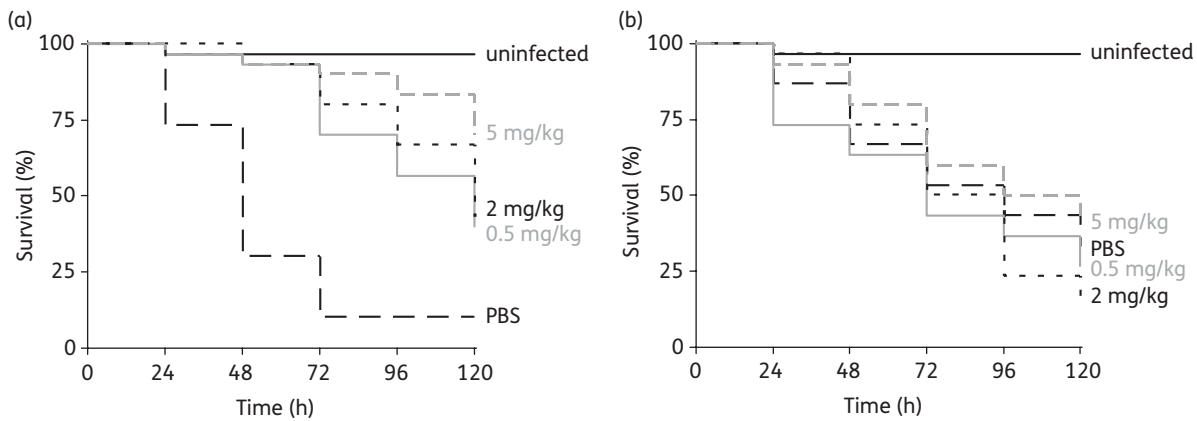 (a)
100
75
50
25
0
Survival (%)
0 24 48 72 96 120
Time (h)
uninfected
5 mg/kg
2 mg/kg
0.5 mg/kg
PBS
(b)
100
75
50
25
0
Survival (%)
0 24 48 72 96 120
Time (h)
uninfected
5 mg/kg
PBS
0.5 mg/kg
2 mg/kg